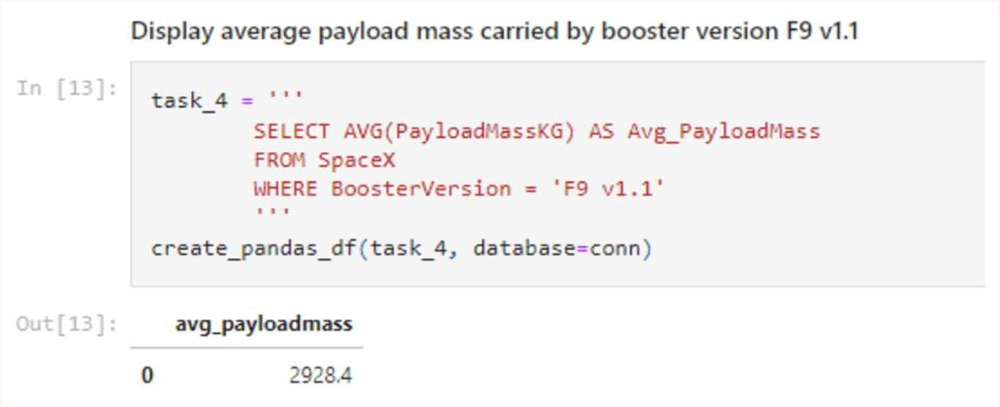 Display average payload mass carried by booster version F9 v1.1
In [13]:
task_4 = '''
SELECT AVG(PayloadMassKG) AS Avg_PayloadMass
FROM SpaceX
WHERE BoosterVersion = 'F9 v1.1'
'''
create_pandas_df(task_4, database=conn)
Out[13]:
avg_payloadmass
0 2928.4